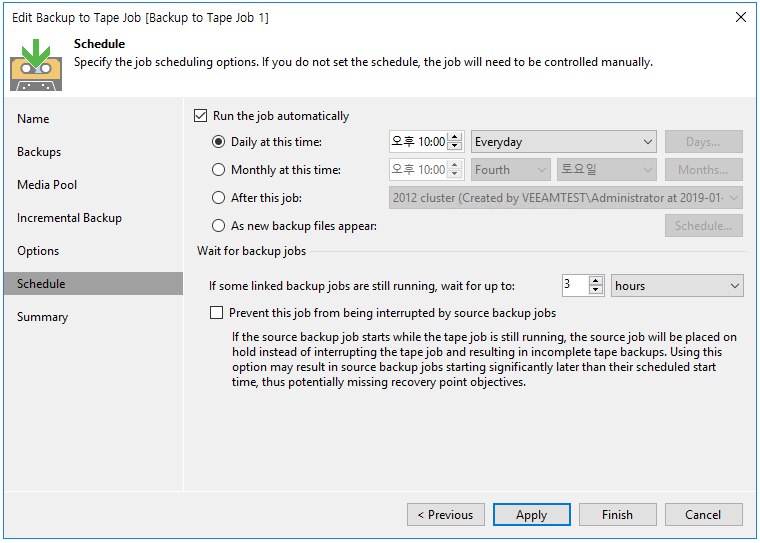 Edit Backup to Tape Job [Backup to Tape Job 1]
Schedule
Specify the job scheduling options. If you do not set the schedule, the job will need to be controlled manually.
Name
Backups
Media Pool
Incremental Backup
Options
Schedule
Summary
Run the job automatically
Daily at this time: 오후 10:00 Everyday Days...
Monthly at this time: 오후 10:00 Fourth 토요일 Months...
After this job: 2012 cluster (Created by VEEAMTEST\Administrator at 2019-01-
As new backup files appear: Schedule...
Wait for backup jobs
If some linked backup jobs are still running, wait for up to: 3 hours
Prevent this job from being interrupted by source backup jobs
If the source backup job starts while the tape job is still running, the source job will be placed on
hold instead of interrupting the tape job and resulting in incomplete tape backups. Using this
option may result in source backup jobs starting significantly later than their scheduled start
time, thus potentially missing recovery point objectives.
< Previous Apply Finish Cancel